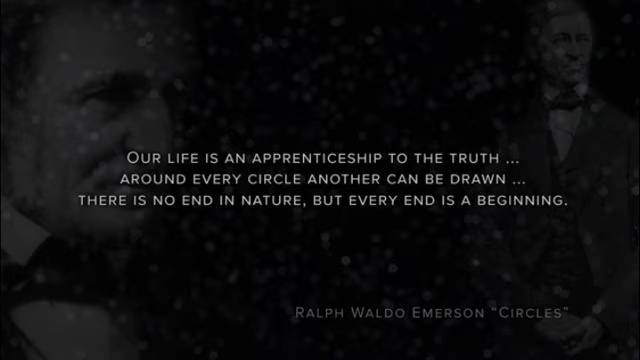 Our life is an apprenticeship to the truth ...
around every circle another can be drawn ...
there is no end in nature, but every end is a beginning.
Ralph Waldo Emerson “Circles”